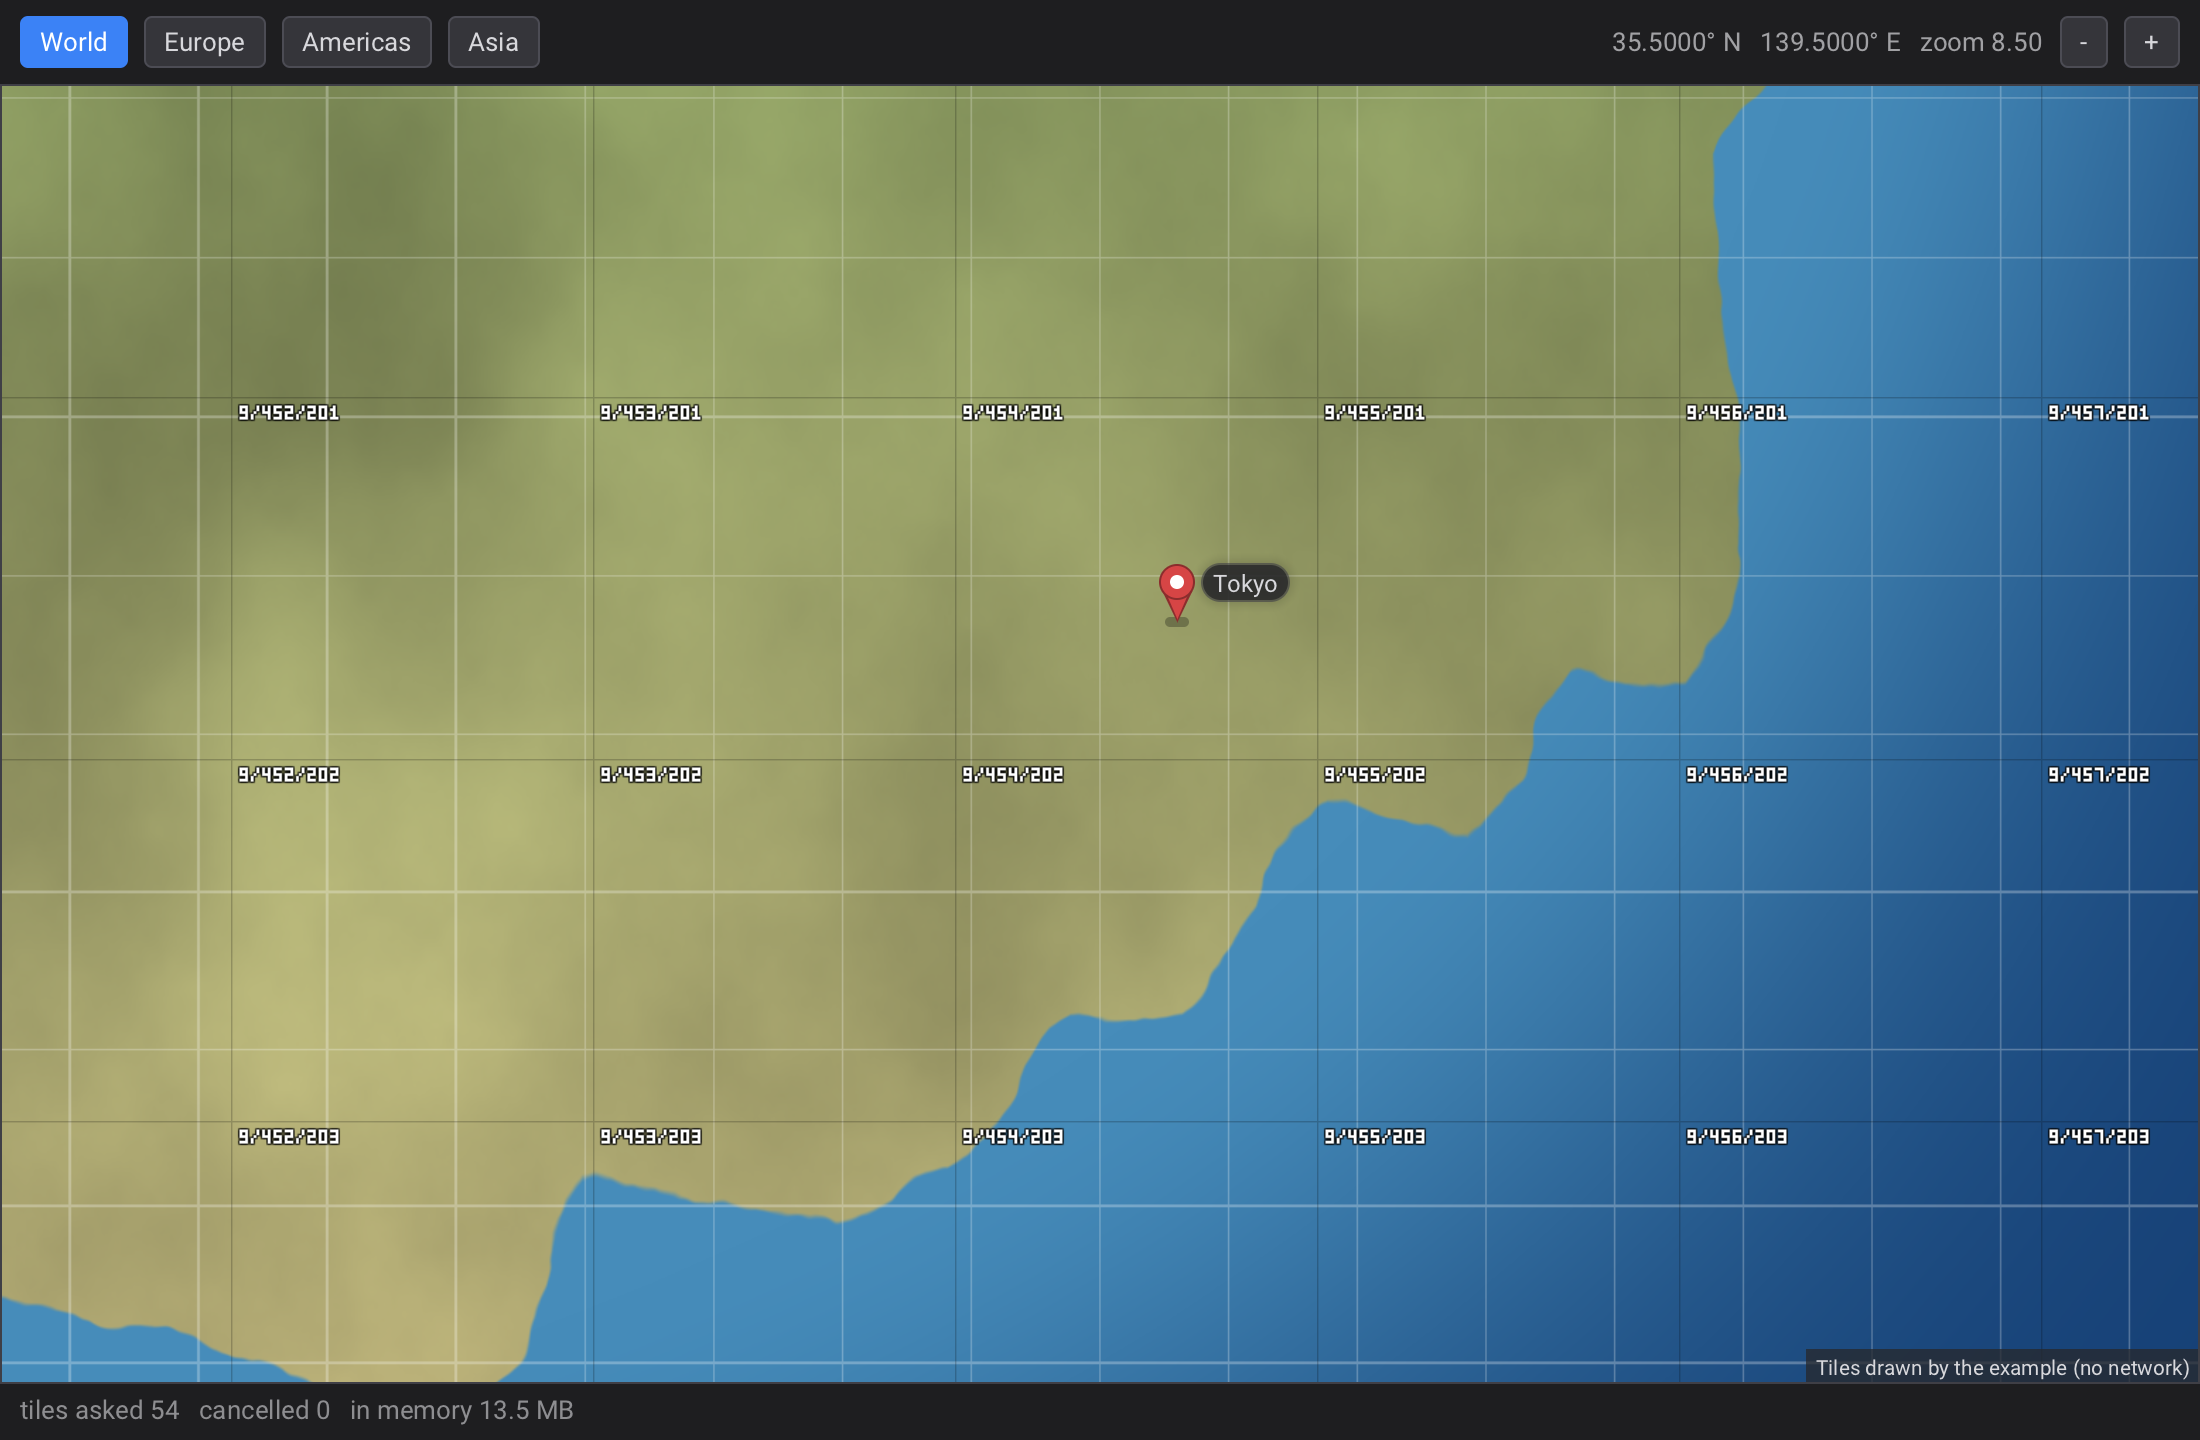 World Europe Americas Asia 35.5000° N 139.5000° E zoom 8.50 - +
9/452/201 9/453/201 9/454/201 9/455/201 9/456/201 9/457/201
Tokyo
9/452/202 9/453/202 9/454/202 9/455/202 9/456/202 9/457/202
9/452/203 9/453/203 9/454/203 9/455/203 9/456/203 9/457/203
Tiles drawn by the example (no network)
tiles asked 54 cancelled 0 in memory 13.5 MB